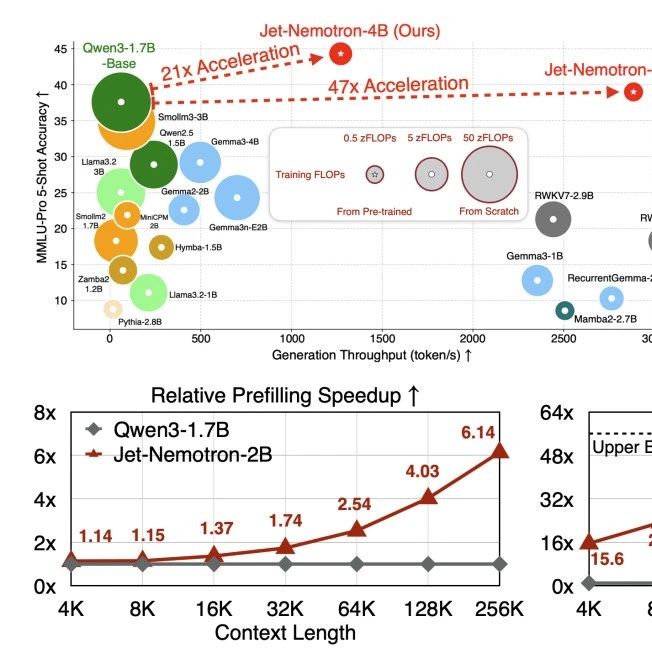 Jet-Nemotron-4B (Ours)
Qwen3-1.7B
-Base
21x Acceleration
Jet-Nemotron-
47x Acceleration
MMLU-Pro 5-Shot Accuracy ↑
45
40
35
30
25
20
15
10
Smollm3-3B
Qwen2.5
1.5B
Gemma3-4B
Llama3.2
3B
Gemma2-2B
Gemma3n-E2B
Smollm2
1.7B
MiniCPM
2B
Hymba-1.5B
Zamba2
1.2B
Llama3.2-1B
Pythia-2.8B
0.5 zFLOPs 5 zFLOPs 50 zFLOPs
Training FLOPs
From Pre-trained From Scratch
RWKV7-2.9B
RW
Gemma3-1B
RecurrentGemma-2
Mamba2-2.7B
0 500 1000 1500 2000 2500 300
Generation Throughput (token/s) ↑
Relative Prefilling Speedup ↑
8x
6x
4x
2x
0x
Qwen3-1.7B
Jet-Nemotron-2B
1.14 1.15 1.37 1.74 2.54 4.03 6.14
4K 8K 16K 32K 64K 128K 256K
Context Length
64x
48x
32x
16x
0x
Upper B
15.6
2
4K 8